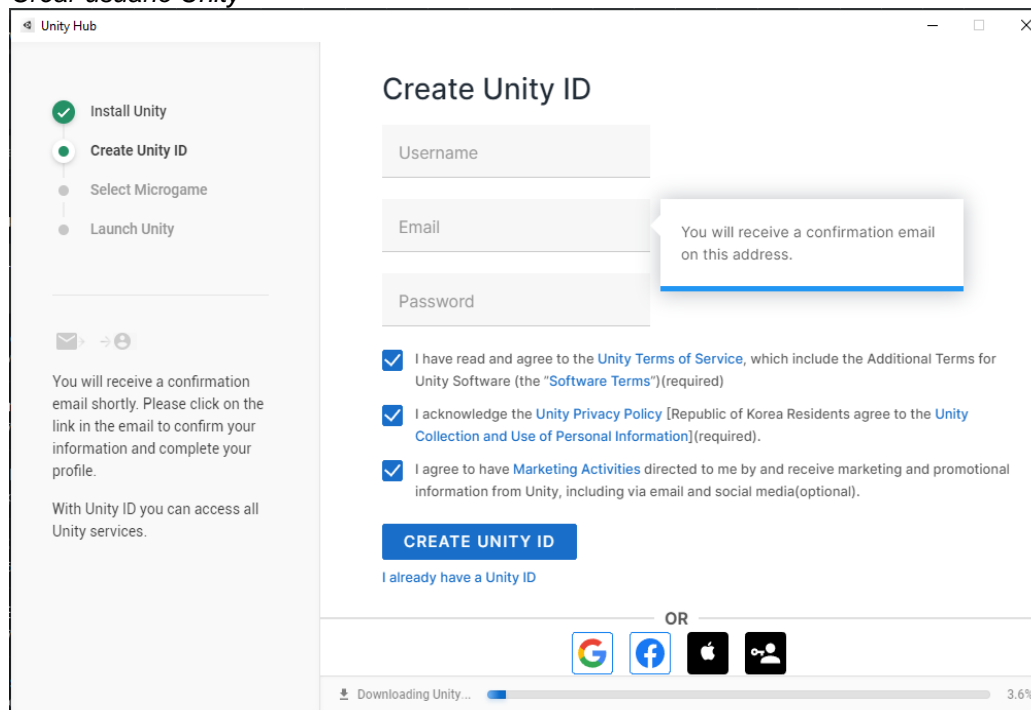 Crear usuario Unity
Unity Hub
Install Unity
Create Unity ID
Select Microgame
Launch Unity
You will receive a confirmation
email shortly. Please click on the
link in the email to confirm your
information and complete your
profile.
With Unity ID you can access all
Unity services.
Create Unity ID
Username
Email
You will receive a confirmation email
on this address.
Password
I have read and agree to the Unity Terms of Service, which include the Additional Terms for
Unity Software (the "Software Terms")(required)
I acknowledge the Unity Privacy Policy [Republic of Korea Residents agree to the Unity
Collection and Use of Personal Information](required).
I agree to have Marketing Activities directed to me by and receive marketing and promotional
information from Unity, including via email and social media(optional).
CREATE UNITY ID
I already have a Unity ID
OR
Downloading Unity... 3.6%